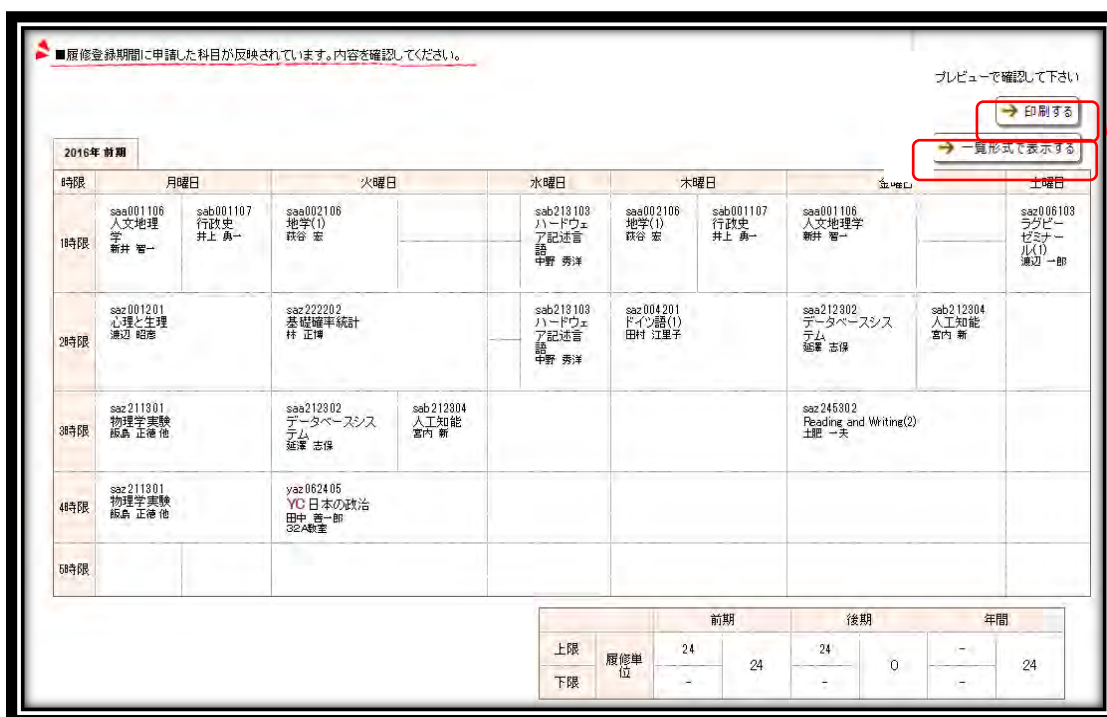 ■履修登録期間に申請した科目が反映されています。内容を確認してください。
プレビューで確認して下さい
印刷する
一覧形式で表示する
2016年 前期
時限 月曜日 火曜日 水曜日 木曜日 金曜日 土曜日
1時限
saa001106
人文地理
学
新井 智一
sab001107
行政史
井上 勇一
saa002106
地学(1)
萩谷 宏
sab213103
ハードウェ
ア記述言
語
中野 秀洋
saa002106
地学(1)
萩谷 宏
sab001107
行政史
井上 勇一
saa001106
人文地理学
新井 智一
saz006103
ラグビー
ゼミナー
ル(1)
渡辺 一郎
2時限
saz001201
心理と生理
渡辺 昭彦
saz222202
基礎確率統計
林 正博
sab213103
ハードウェ
ア記述言
語
中野 秀洋
saz004201
ドイツ語(1)
田村 江里子
saa212302
データベースシス
テム
延澤 志保
sab212304
人工知能
宮内 新
3時限
saz211301
物理学実験
飯島 正徳 他
saa212302
データベースシス
テム
延澤 志保
sab212304
人工知能
宮内 新
saz245302
Reading and Writing(2)
土肥 一夫
4時限
saz211301
物理学実験
飯島 正徳 他
yaz062405
YC 日本の政治
田中 善一郎
32A教室
5時限
前期 後期 年間
上限 履修単 24 24 24 0 - 24
下限 位 - - -